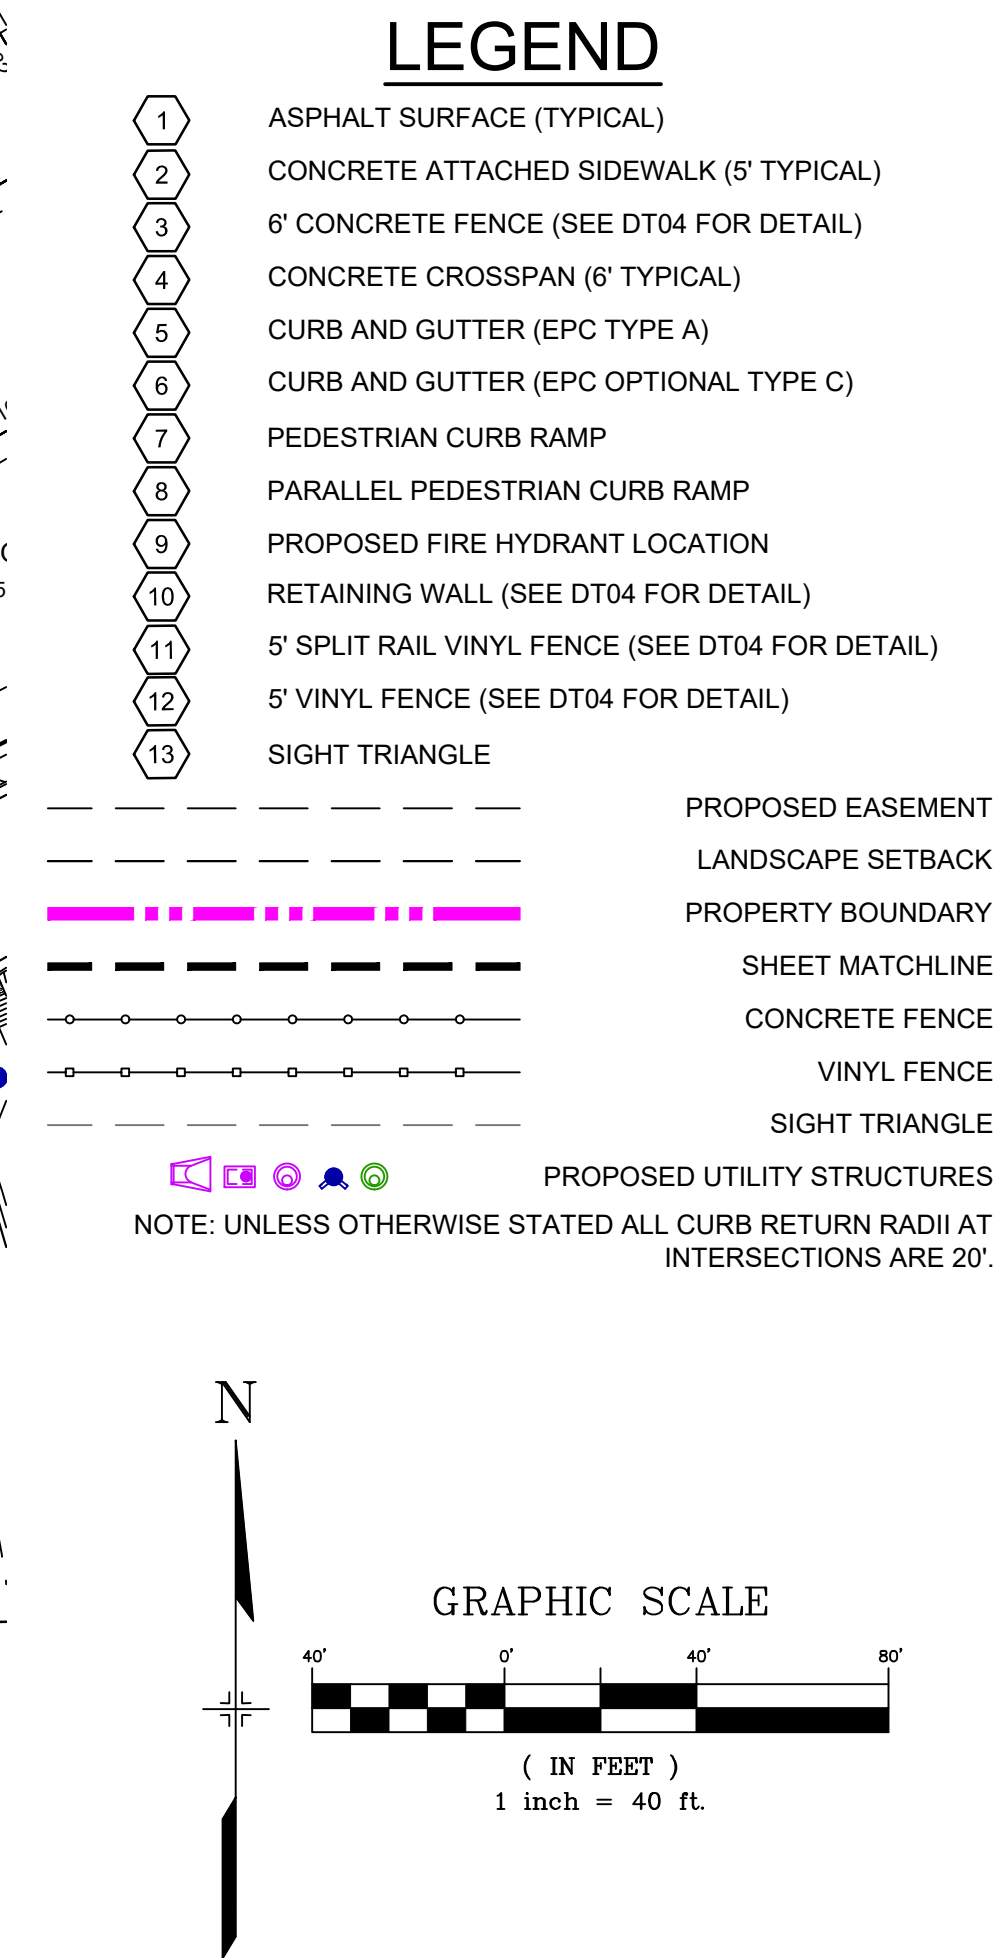 LEGEND
1 ASPHALT SURFACE (TYPICAL)
2 CONCRETE ATTACHED SIDEWALK (5' TYPICAL)
3 6' CONCRETE FENCE (SEE DT04 FOR DETAIL)
4 CONCRETE CROSSPAN (6' TYPICAL)
5 CURB AND GUTTER (EPC TYPE A)
6 CURB AND GUTTER (EPC OPTIONAL TYPE C)
7 PEDESTRIAN CURB RAMP
8 PARALLEL PEDESTRIAN CURB RAMP
9 PROPOSED FIRE HYDRANT LOCATION
10 RETAINING WALL (SEE DT04 FOR DETAIL)
11 5' SPLIT RAIL VINYL FENCE (SEE DT04 FOR DETAIL)
12 5' VINYL FENCE (SEE DT04 FOR DETAIL)
13 SIGHT TRIANGLE
PROPOSED EASEMENT
LANDSCAPE SETBACK
PROPERTY BOUNDARY
SHEET MATCHLINE
CONCRETE FENCE
VINYL FENCE
SIGHT TRIANGLE
PROPOSED UTILITY STRUCTURES
NOTE: UNLESS OTHERWISE STATED ALL CURB RETURN RADII AT
INTERSECTIONS ARE 20'.
N
GRAPHIC SCALE
40' 0' 40' 80'
( IN FEET )
1 inch = 40 ft.